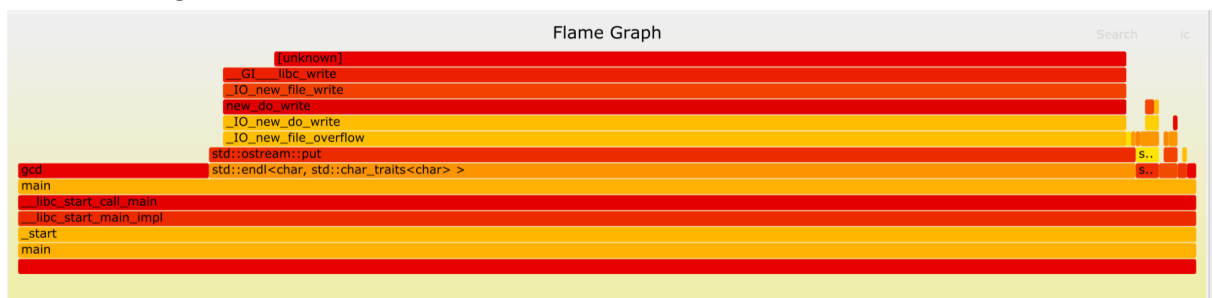 Flame Graph
Search ic
[unknown]
__GI___libc_write
_IO_new_file_write
new_do_write
_IO_new_do_write
_IO_new_file_overflow
std::ostream::put s..
gcd std::endl<char, std::char_traits<char> > s..
main
__libc_start_call_main
__libc_start_main_impl
_start
main